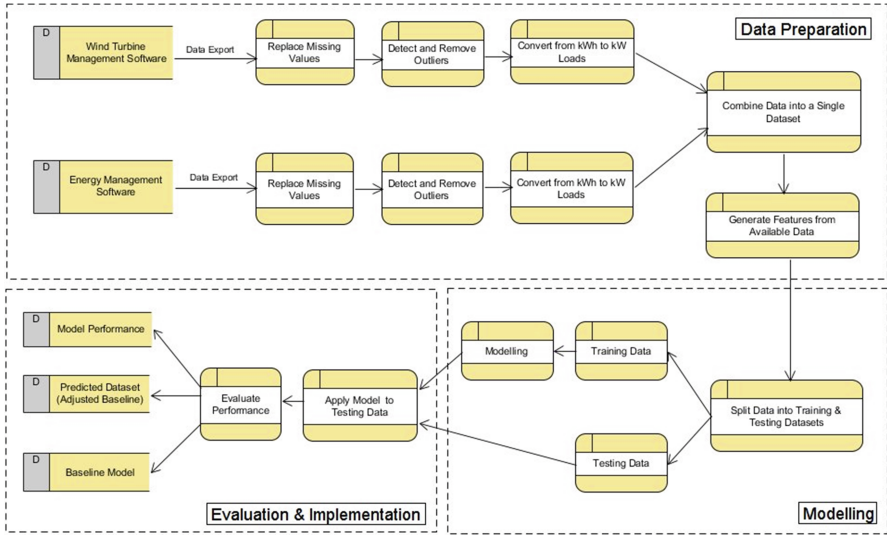 Data Preparation
D
Wind Turbine
Management Software
Data Export
Replace Missing
Values
Detect and Remove
Outliers
Convert from kWh to kW
Loads
Combine Data into a Single
Dataset
D
Energy Management
Software
Data Export
Replace Missing
Values
Detect and Remove
Outliers
Convert from kWh to kW
Loads
Generate Features from
Available Data
Split Data into Training &
Testing Datasets
Training Data
Modelling
Testing Data
Modelling
Apply Model to
Testing Data
Evaluate
Performance
D
Model Performance
D
Predicted Dataset
(Adjusted Baseline)
D
Baseline Model
Evaluation & Implementation